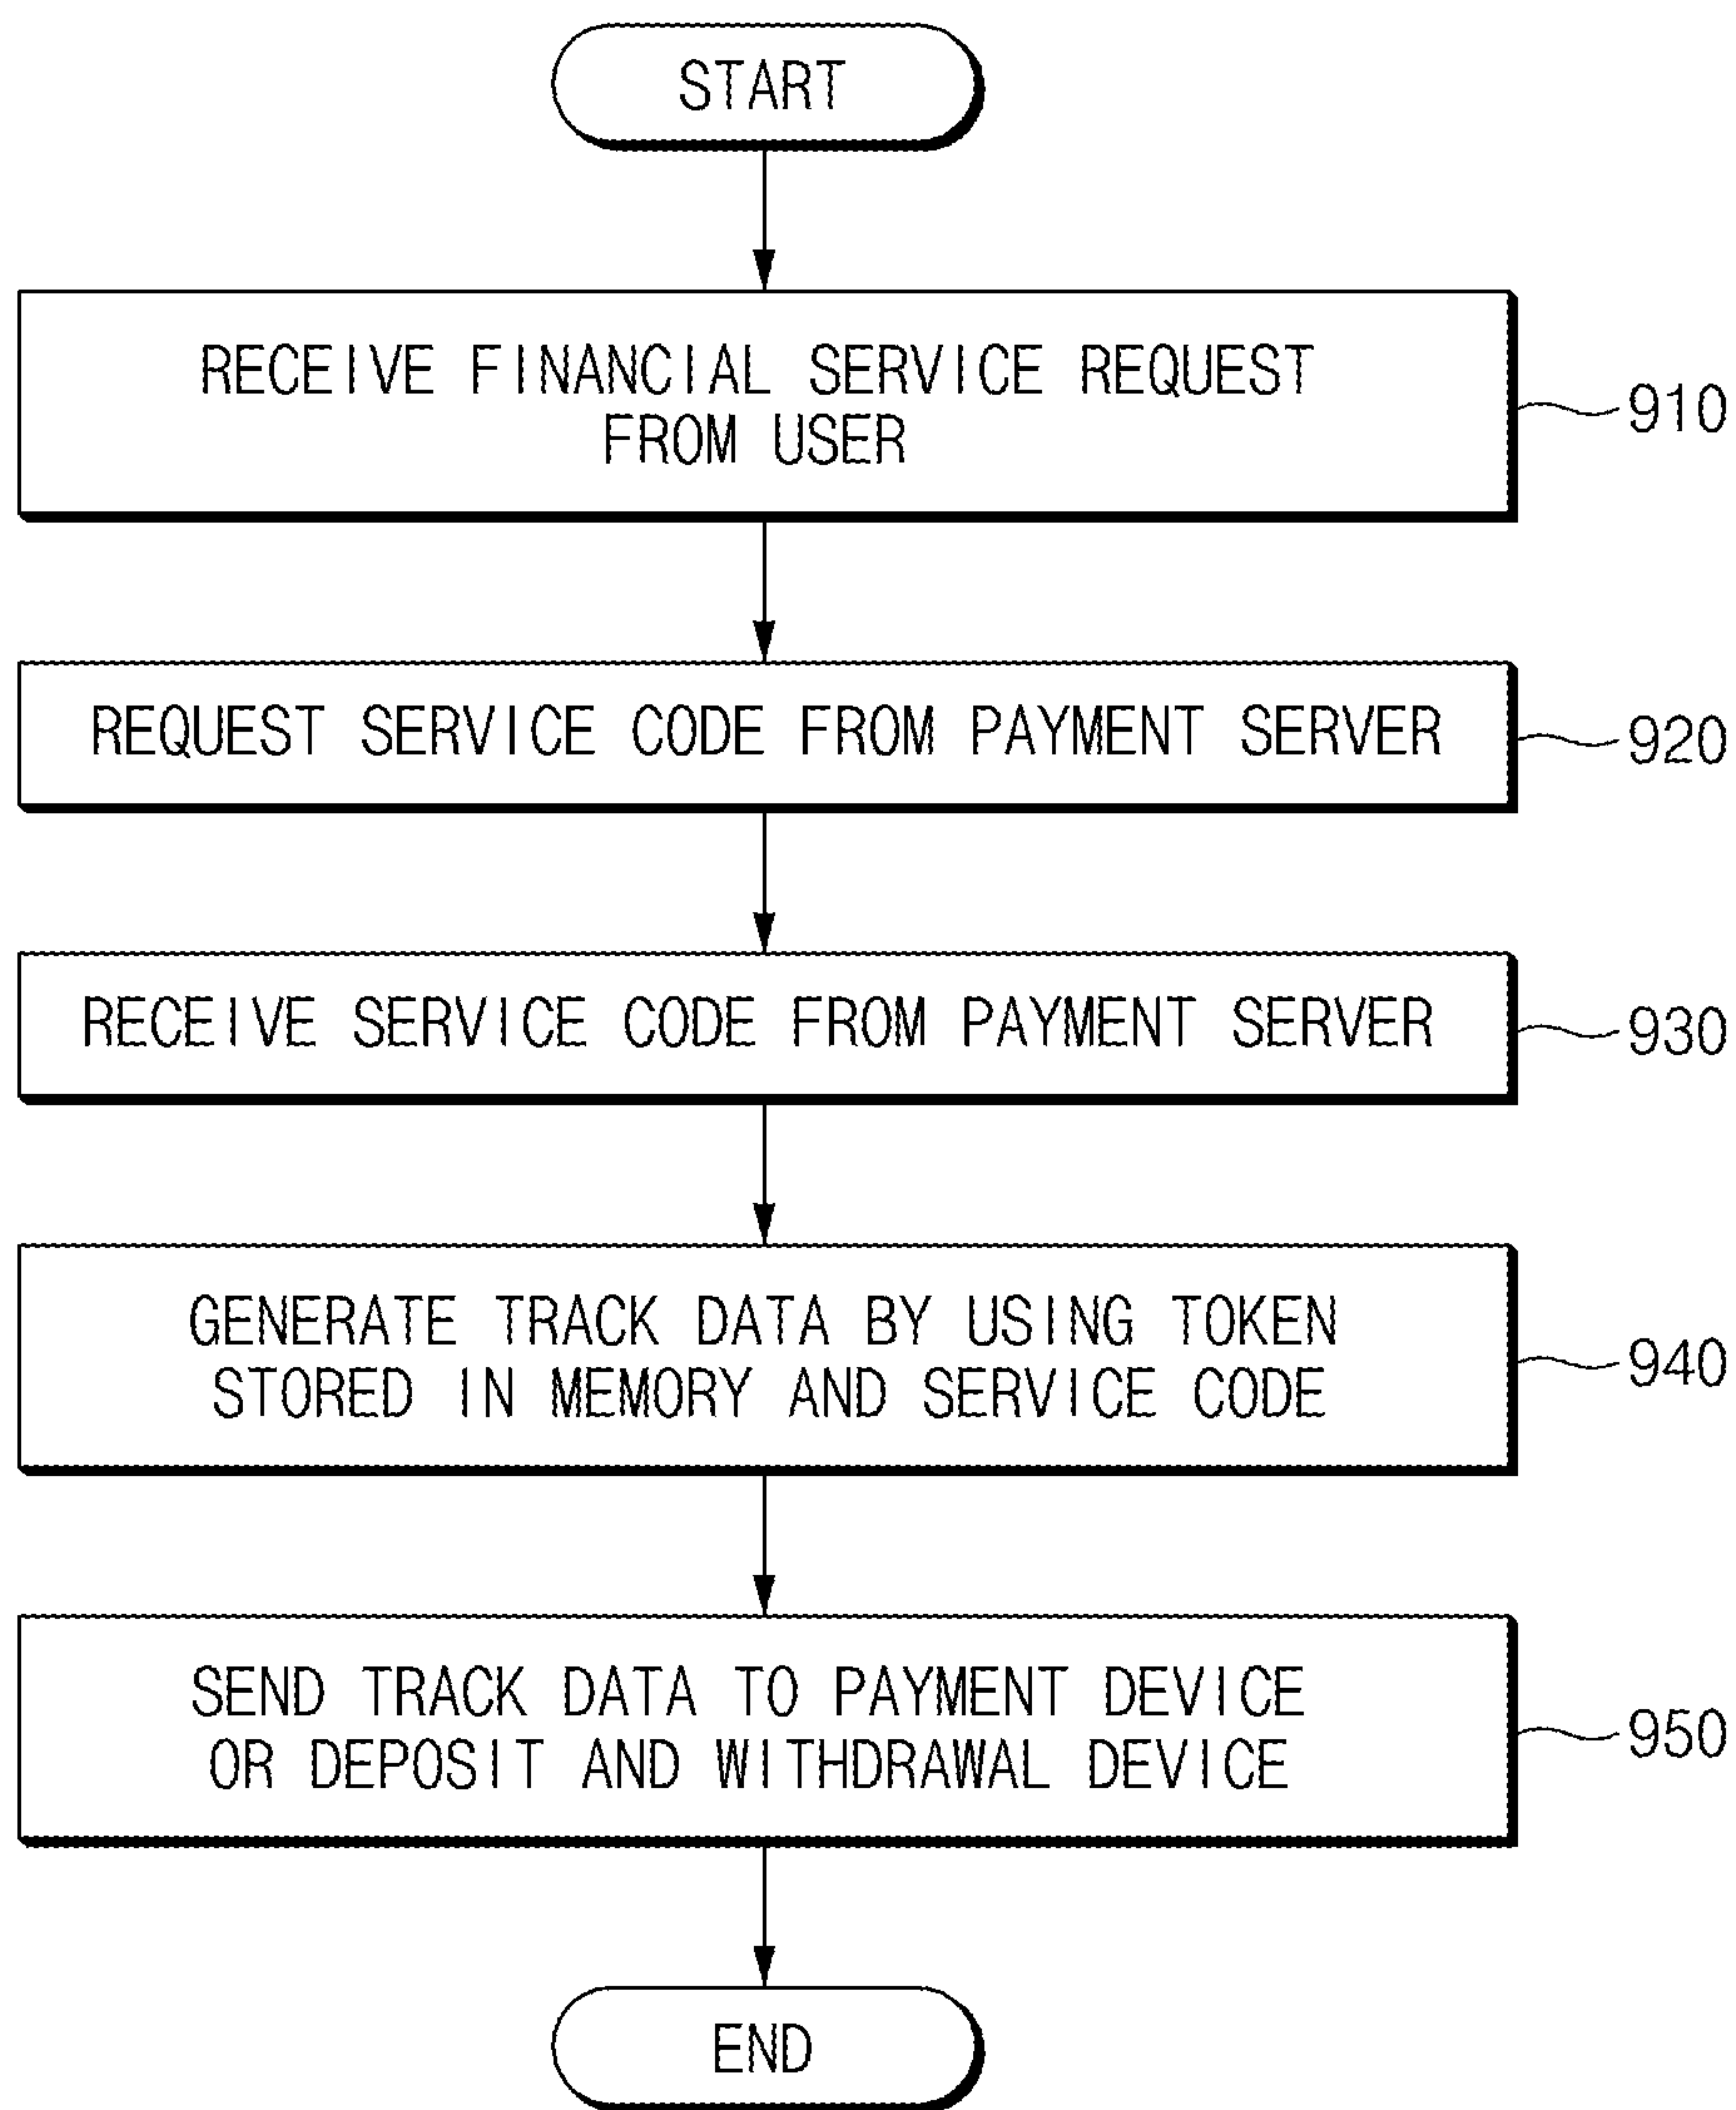 START
RECEIVE FINANCIAL SERVICE REQUEST
FROM USER
910
REQUEST SERVICE CODE FROM PAYMENT SERVER
920
RECEIVE SERVICE CODE FROM PAYMENT SERVER
930
GENERATE TRACK DATA BY USING TOKEN
STORED IN MEMORY AND SERVICE CODE
940
SEND TRACK DATA TO PAYMENT DEVICE
OR DEPOSIT AND WITHDRAWAL DEVICE
950
END